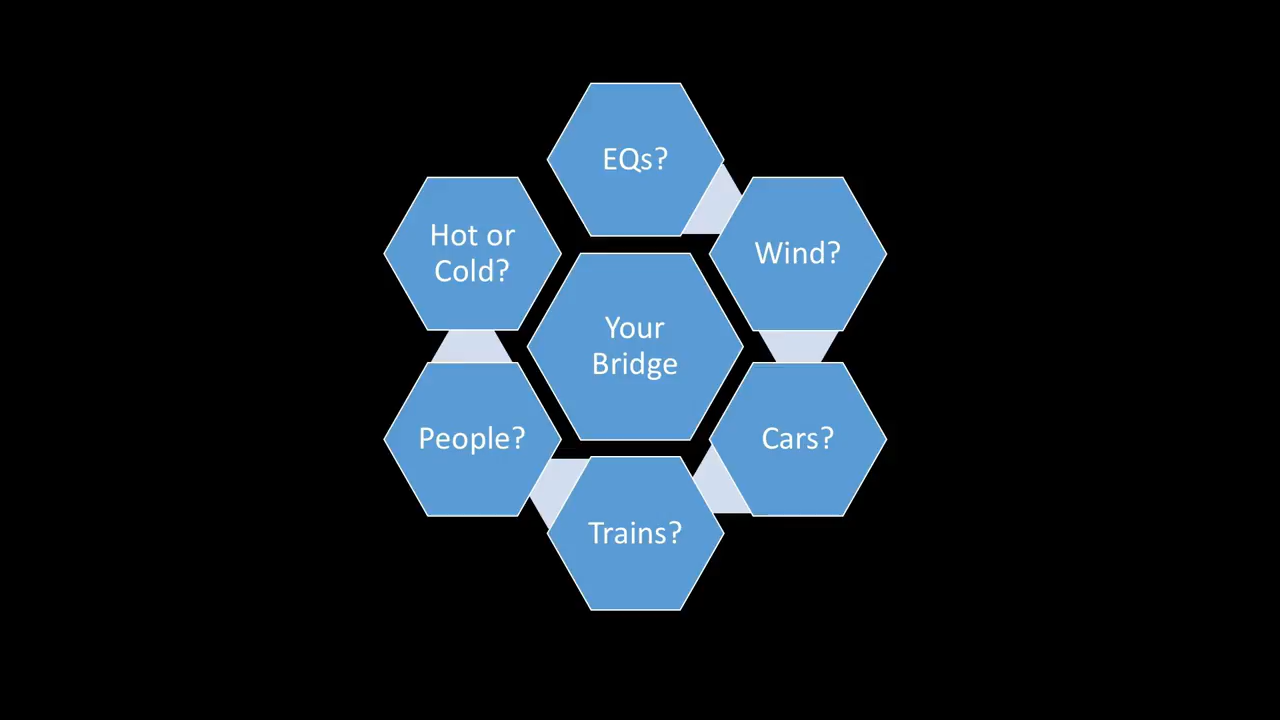 EQs?
Hot or
Cold?
Wind?
Your
Bridge
People?
Cars?
Trains?